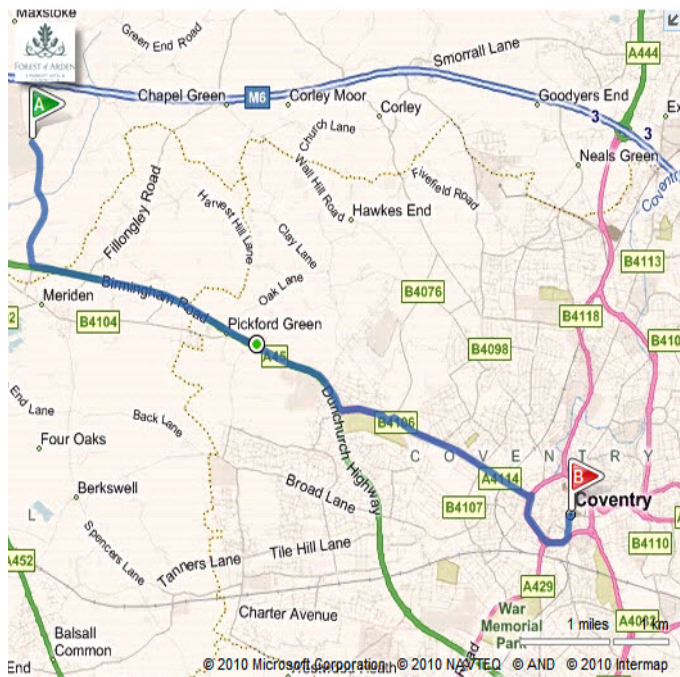 Maxstoke
Green End Road
Smorrall Lane
A444
FOREST OF ARDEN
A
Chapel Green
M6
Corley Moor
Corley
Goodyers End
3
3
Ex
Neals Green
Church Lane
Wall Hill Road
Fivefield Road
Hawkes End
Coventr
Fillongley Road
Harvest Hill Lane
Clay Lane
Oak Lane
B4113
B4076
Birmingham Road
Meriden
2
B4104
Pickford Green
B4118
B410
B4098
A45
End Lane
Back Lane
Dunchurch Highway
B4106
COVENTRY
Four Oaks
A4114
B
Coventry
Berkswell
Broad Lane
B4107
L
Spencers Lane
Tanners Lane
Tile Hill Lane
B4110
A452
A429
Charter Avenue
War
Memorial
Park
Balsall
Common
1 miles
1 km
End
Road
© 2010 Microsoft Corporation © 2010 NAVTEQ © AND © 2010 Intermap